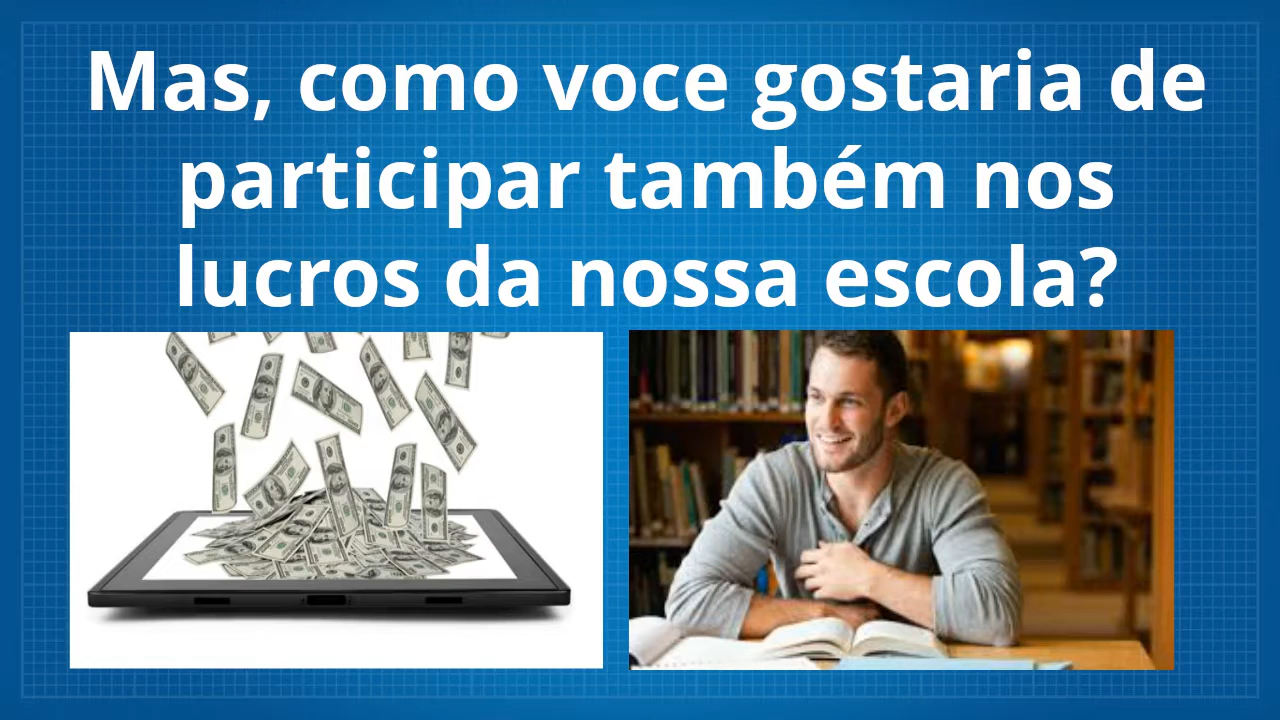 Mas, como voce gostaria de
participar também nos
lucros da nossa escola?